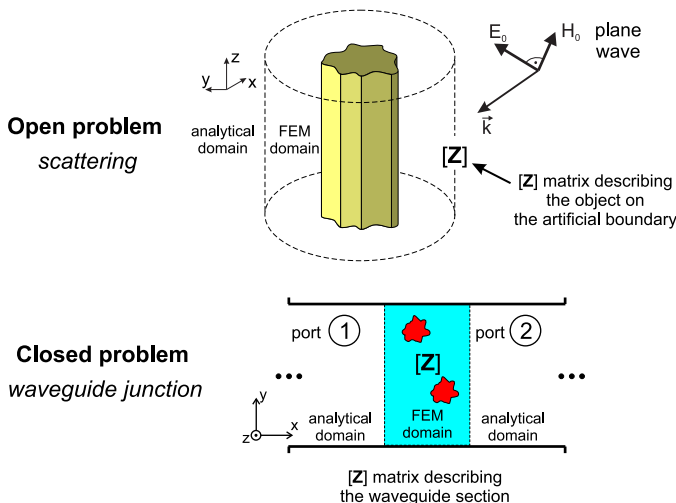 E₀
H₀
plane
wave
k
z
y
x
Open problem
scattering
analytical
domain
FEM
domain
[Z]
[Z] matrix describing
the object on
the artificial boundary
Closed problem
waveguide junction
port 1
port 2
[Z]
...
...
y
z
x
analytical
domain
FEM
domain
analytical
domain
[Z] matrix describing
the waveguide section